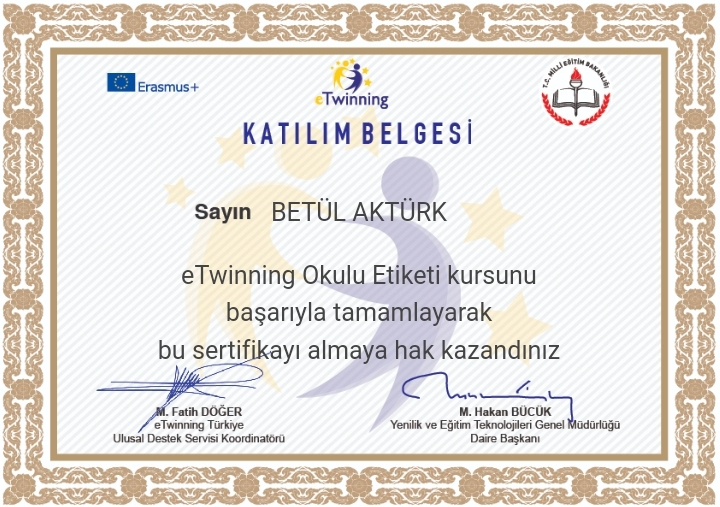 Erasmus+
eTwinning
T.C. MİLLİ EĞİTİM BAKANLIĞI
KATILIM BELGESİ
Sayın BETÜL AKTÜRK
eTwinning Okulu Etiketi kursunu
başarıyla tamamlayarak
bu sertifikayı almaya hak kazandınız
M. Fatih DÖĞER
eTwinning Türkiye
Ulusal Destek Servisi Koordinatörü
M. Hakan BÜCÜK
Yenilik ve Eğitim Teknolojileri Genel Müdürlüğü
Daire Başkanı